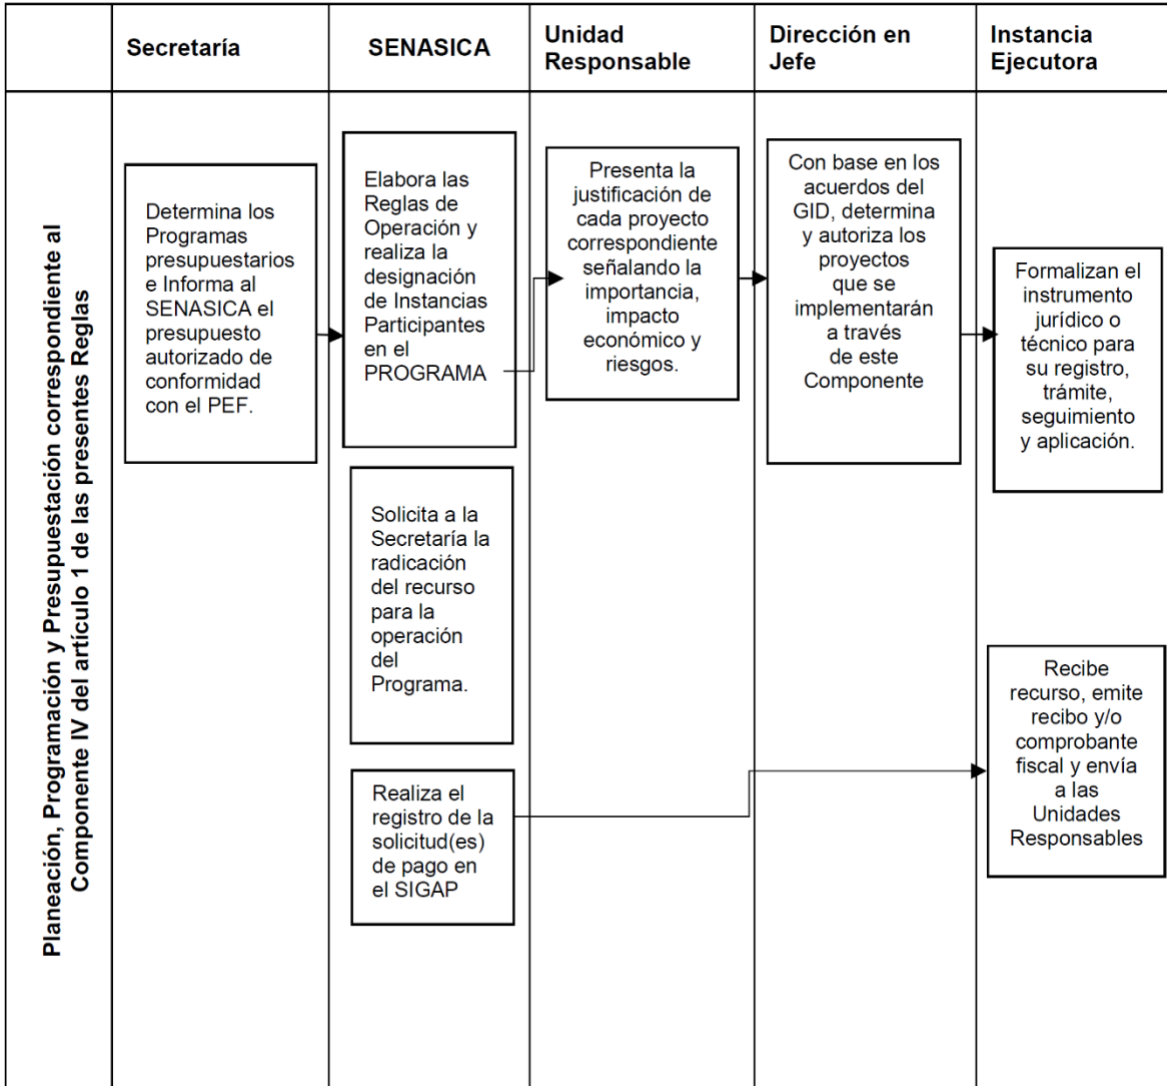 Secretaría
SENASICA
Unidad
Responsable
Dirección en
Jefe
Instancia
Ejecutora
Planeación, Programación y Presupuestación correspondiente al
Componente IV del artículo 1 de las presentes Reglas
Determina los
Programas
presupuestarios
e Informa al
SENASICA el
presupuesto
autorizado de
conformidad
con el PEF.
Elabora las
Reglas de
Operación y
realiza la
designación
de Instancias
Participantes
en el
PROGRAMA
Presenta la
justificación de
cada proyecto
correspondiente
señalando la
importancia,
impacto
económico y
riesgos.
Con base en los
acuerdos del
GID, determina
y autoriza los
proyectos
que se
implementarán
a través
de este
Componente
Formalizan el
instrumento
jurídico o
técnico para
su registro,
trámite,
seguimiento
y aplicación.
Solicita a la
Secretaría la
radicación
del recurso
para la
operación
del
Programa.
Realiza el
registro de la
solicitud(es)
de pago en
el SIGAP
Recibe
recurso, emite
recibo y/o
comprobante
fiscal y envía
a las
Unidades
Responsables